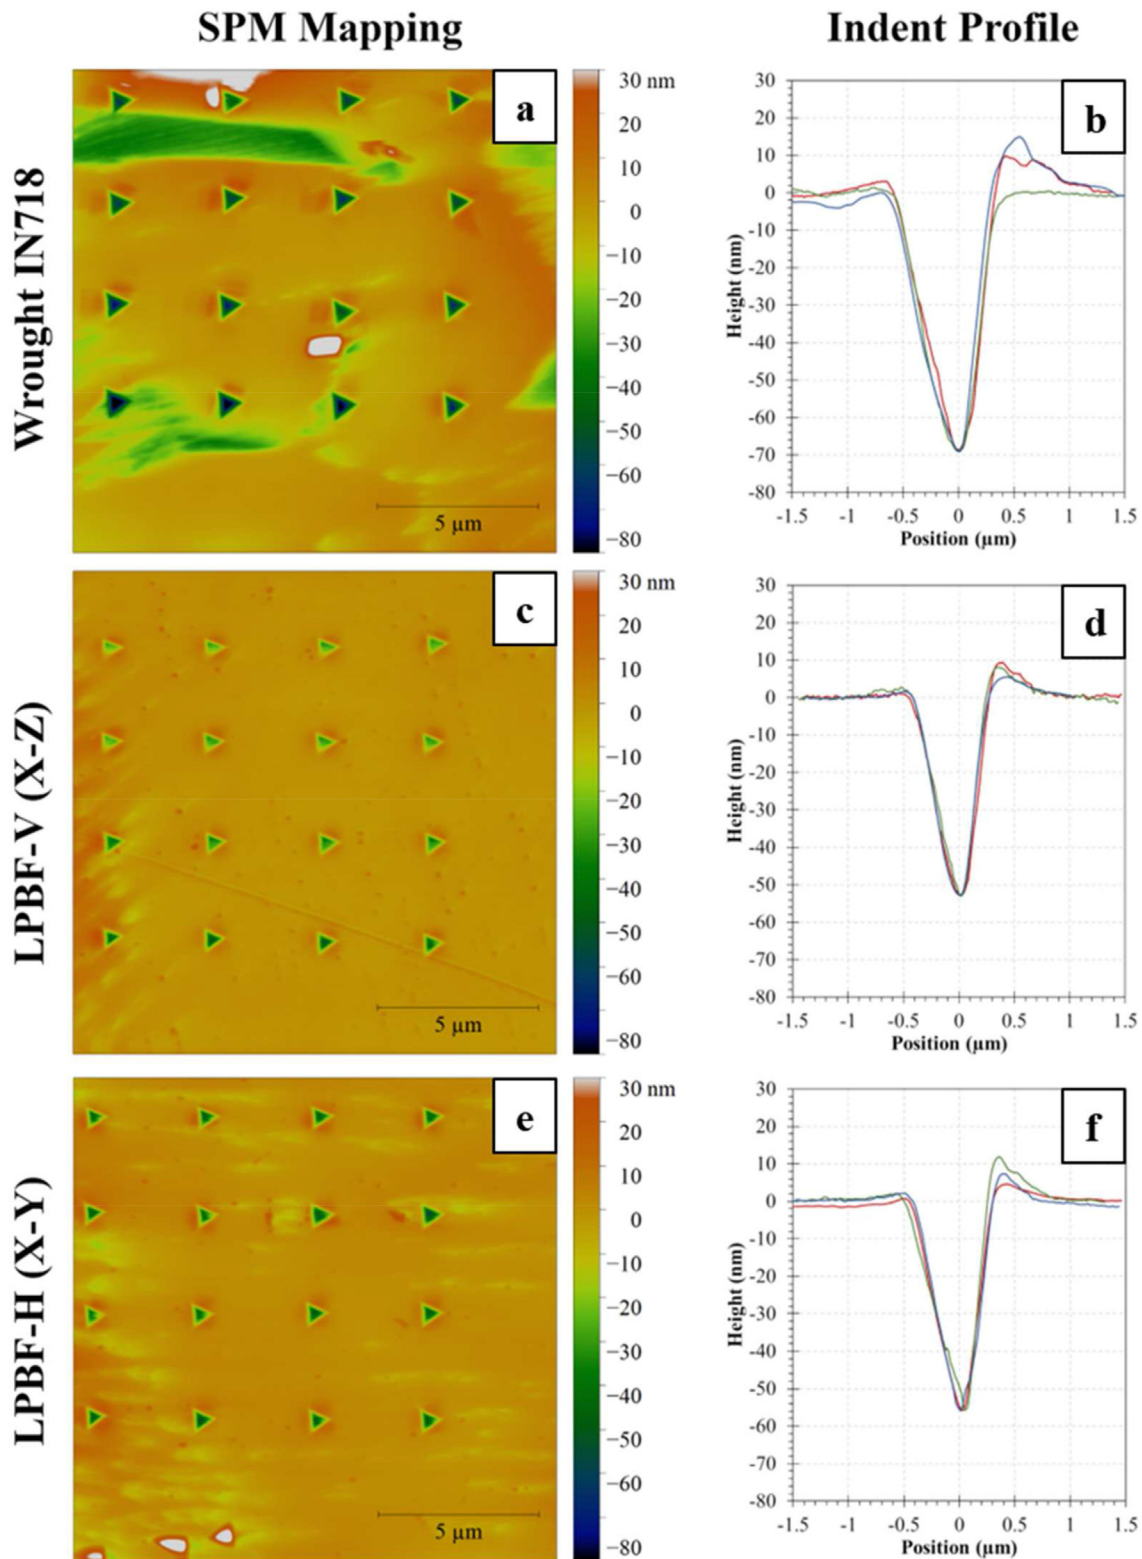 SPM Mapping
Indent Profile
Wrought IN718
a
30 nm
20
10
0
−10
−20
−30
−40
−50
−60
−80
5 µm
b
Height (nm)
30
20
10
0
-10
-20
-30
-40
-50
-60
-70
-80
-1.5 -1 -0.5 0 0.5 1 1.5
Position (µm)
LPBF-V (X-Z)
c
30 nm
20
10
0
−10
−20
−30
−40
−50
−60
−80
5 µm
d
Height (nm)
30
20
10
0
-10
-20
-30
-40
-50
-60
-70
-80
-1.5 -1 -0.5 0 0.5 1 1.5
Position (µm)
LPBF-H (X-Y)
e
30 nm
20
10
0
−10
−20
−30
−40
−50
−60
−80
5 µm
f
Height (nm)
30
20
10
0
-10
-20
-30
-40
-50
-60
-70
-80
-1.5 -1 -0.5 0 0.5 1 1.5
Position (µm)